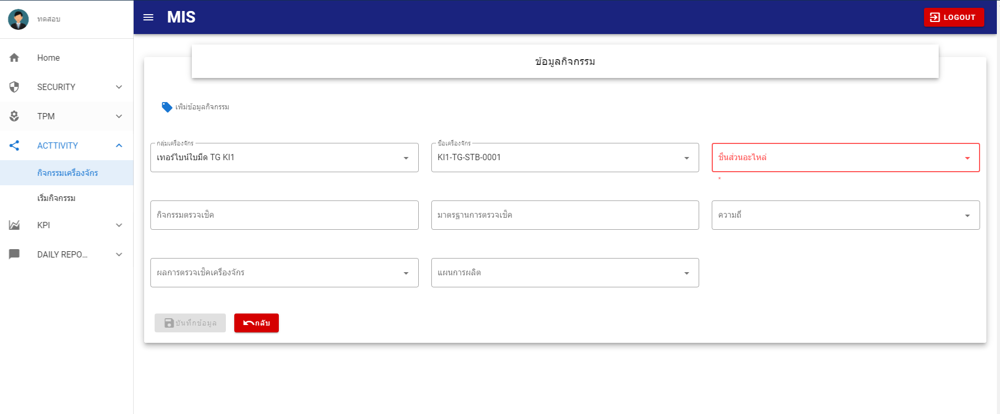 ทดสอบ
MIS
LOGOUT
Home
SECURITY
TPM
ACTTIVITY
กิจกรรมเครื่องจักร
เริ่มกิจกรรม
KPI
DAILY REPO...
ข้อมูลกิจกรรม
เพิ่มข้อมูลกิจกรรม
กลุ่มเครื่องจักร
เทอร์ไบน์ใบมีด TG KI1
ชื่อเครื่องจักร
KI1-TG-STB-0001
ชิ้นส่วนอะไหล่
*
กิจกรรมตรวจเช็ค
มาตรฐานการตรวจเช็ค
ความถี่
ผลการตรวจเช็คเครื่องจักร
แผนการผลิต
บันทึกข้อมูล
กลับ